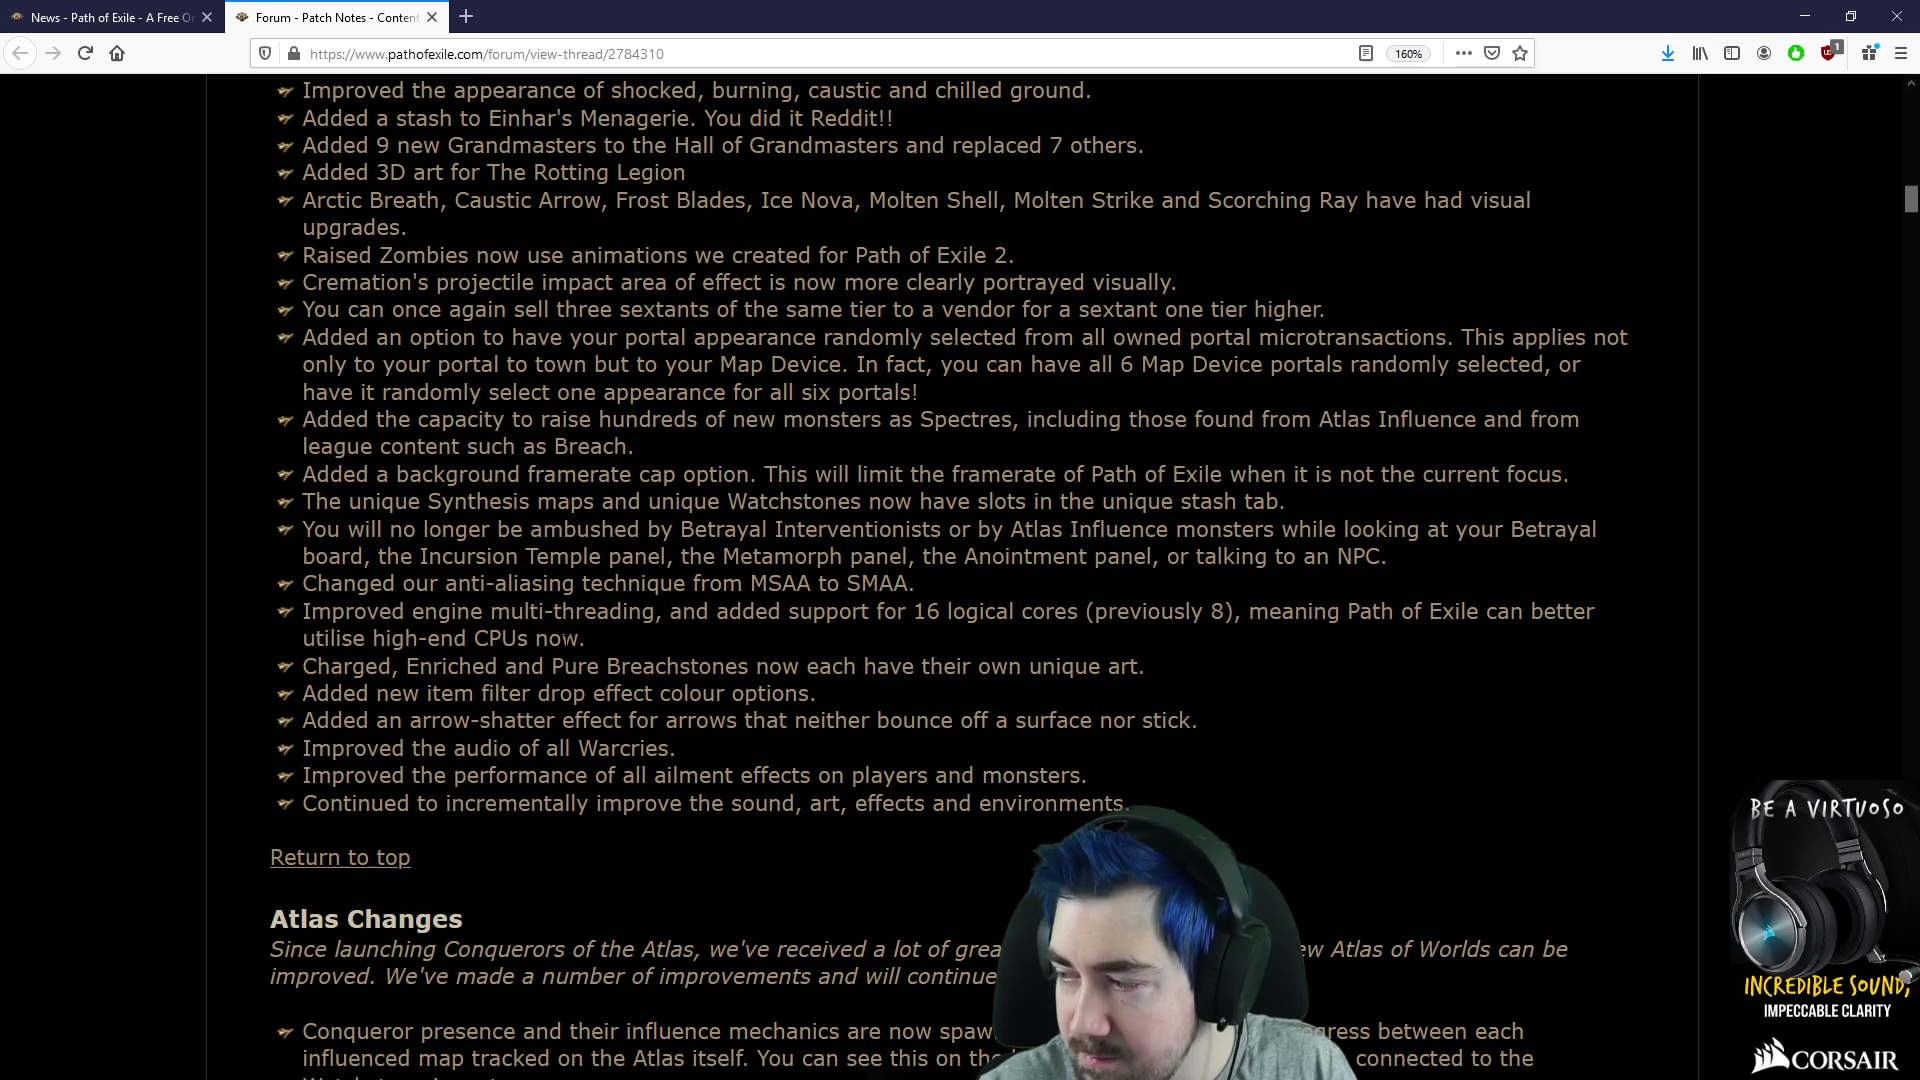 News - Path of Exile - A Free O
Forum - Patch Notes - Content
https://www.pathofexile.com/forum/view-thread/2784310
160%
1
Improved the appearance of shocked, burning, caustic and chilled ground.
Added a stash to Einhar's Menagerie. You did it Reddit!!
Added 9 new Grandmasters to the Hall of Grandmasters and replaced 7 others.
Added 3D art for The Rotting Legion
Arctic Breath, Caustic Arrow, Frost Blades, Ice Nova, Molten Shell, Molten Strike and Scorching Ray have had visual
upgrades.
Raised Zombies now use animations we created for Path of Exile 2.
Cremation's projectile impact area of effect is now more clearly portrayed visually.
You can once again sell three sextants of the same tier to a vendor for a sextant one tier higher.
Added an option to have your portal appearance randomly selected from all owned portal microtransactions. This applies not
only to your portal to town but to your Map Device. In fact, you can have all 6 Map Device portals randomly selected, or
have it randomly select one appearance for all six portals!
Added the capacity to raise hundreds of new monsters as Spectres, including those found from Atlas Influence and from
league content such as Breach.
Added a background framerate cap option. This will limit the framerate of Path of Exile when it is not the current focus.
The unique Synthesis maps and unique Watchstones now have slots in the unique stash tab.
You will no longer be ambushed by Betrayal Interventionists or by Atlas Influence monsters while looking at your Betrayal
board, the Incursion Temple panel, the Metamorph panel, the Anointment panel, or talking to an NPC.
Changed our anti-aliasing technique from MSAA to SMAA.
Improved engine multi-threading, and added support for 16 logical cores (previously 8), meaning Path of Exile can better
utilise high-end CPUs now.
Charged, Enriched and Pure Breachstones now each have their own unique art.
Added new item filter drop effect colour options.
Added an arrow-shatter effect for arrows that neither bounce off a surface nor stick.
Improved the audio of all Warcries.
Improved the performance of all ailment effects on players and monsters.
Continued to incrementally improve the sound, art, effects and environments.
Return to top
Atlas Changes
Since launching Conquerors of the Atlas, we've received a lot of grea ew Atlas of Worlds can be
improved. We've made a number of improvements and will continue
Conqueror presence and their influence mechanics are now spaw gress between each
influenced map tracked on the Atlas itself. You can see this on the connected to the
BE A VIRTUOSO
INCREDIBLE SOUND,
IMPECCABLE CLARITY
CORSAIR